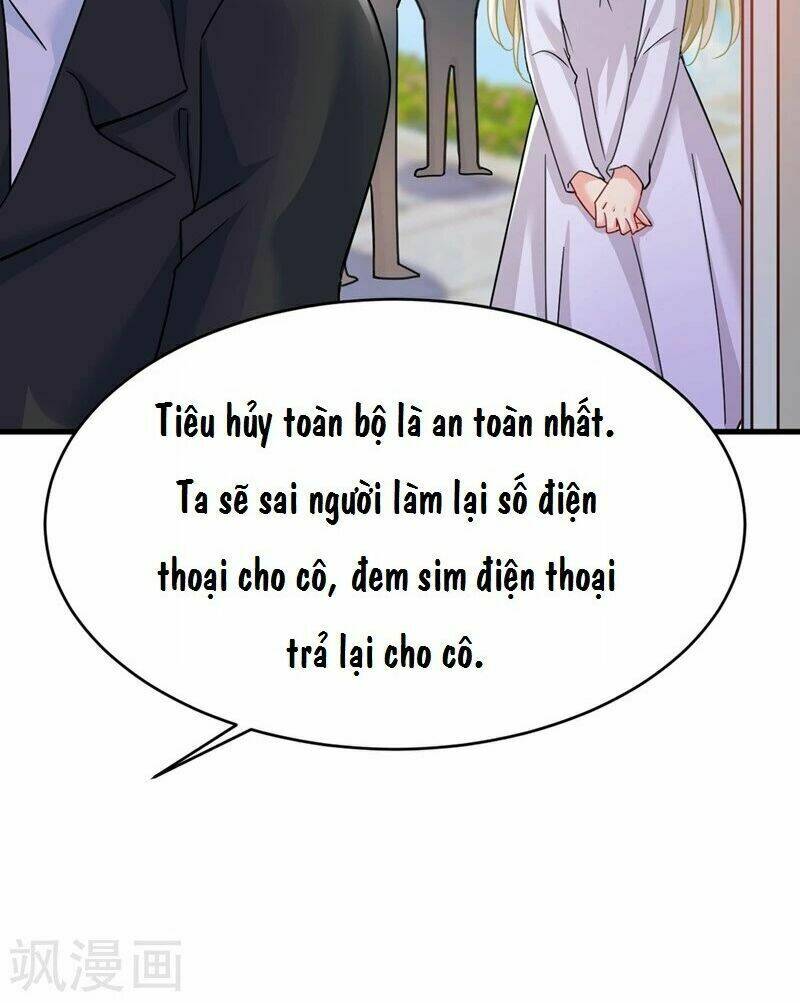 Tiêu hủy toàn bộ là an toàn nhất.
Ta sẽ sai người làm lại số điện
thoại cho cô, đem sim điện thoại
trả lại cho cô.
飒漫画